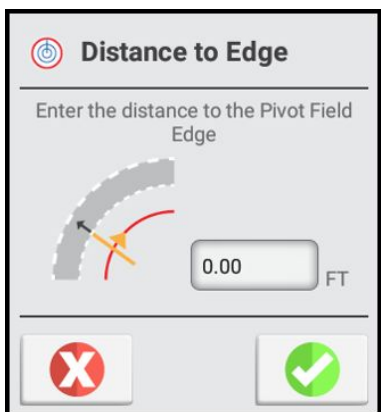 Distance to Edge
Enter the distance to the Pivot Field
Edge
0.00
FT